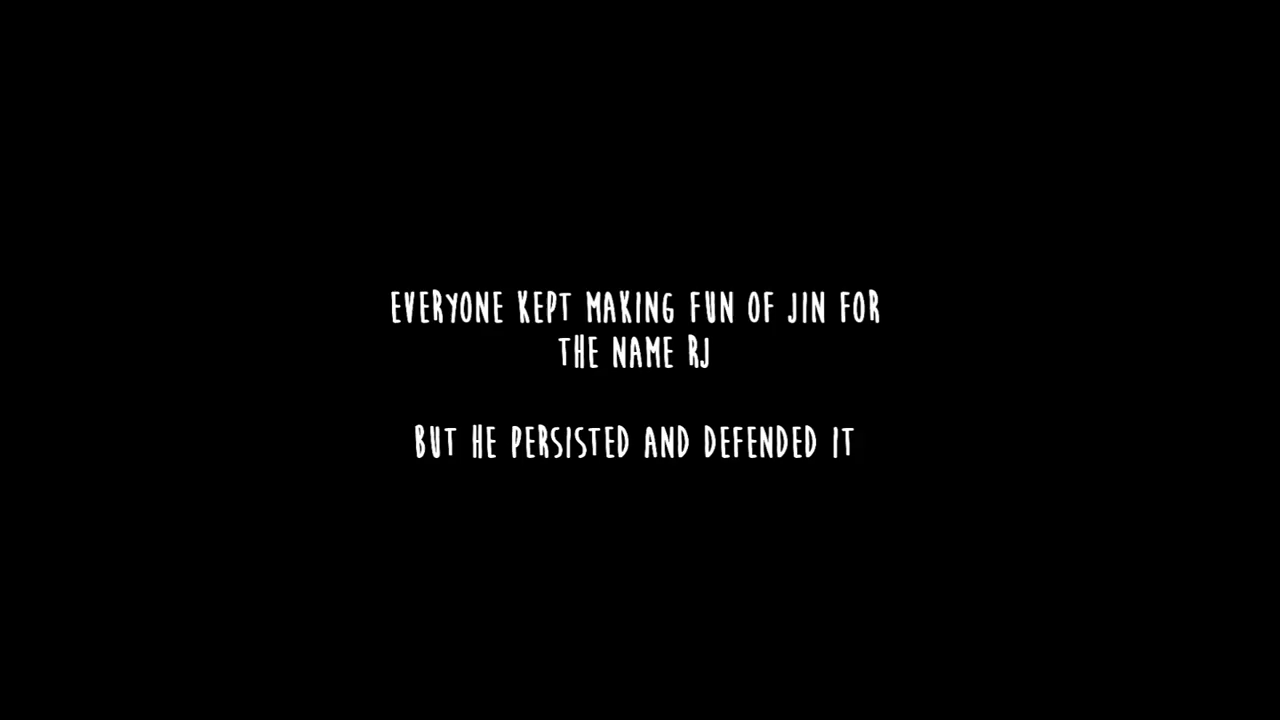 EVERYONE KEPT MAKING FUN OF JIN FOR
THE NAME RJ
BUT HE PERSISTED AND DEFENDED IT